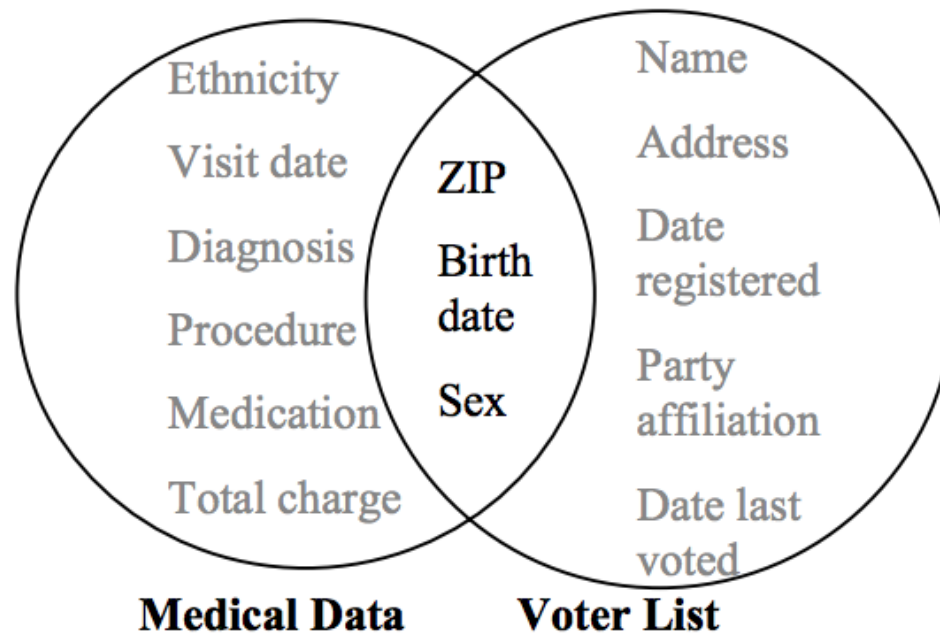 Ethnicity
Visit date
Diagnosis
Procedure
Medication
Total charge
ZIP
Birth
date
Sex
Name
Address
Date
registered
Party
affiliation
Date last
voted
Medical Data
Voter List